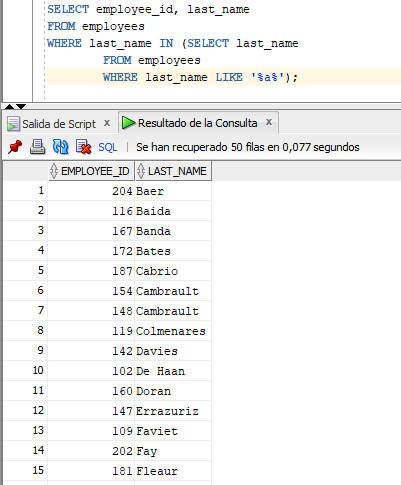 SELECT employee_id, last_name
FROM employees
WHERE last_name IN (SELECT last_name
FROM employees
WHERE last_name LIKE '%a%');
Salida de Script x Resultado de la Consulta x
SQL | Se han recuperado 50 filas en 0,077 segundos
EMPLOYEE_ID LAST_NAME
1 204 Baer
2 116 Baida
3 167 Banda
4 172 Bates
5 187 Cabrio
6 154 Cambrault
7 148 Cambrault
8 119 Colmenares
9 142 Davies
10 102 De Haan
11 160 Doran
12 147 Errazuriz
13 109 Faviet
14 202 Fay
15 181 Fleaur